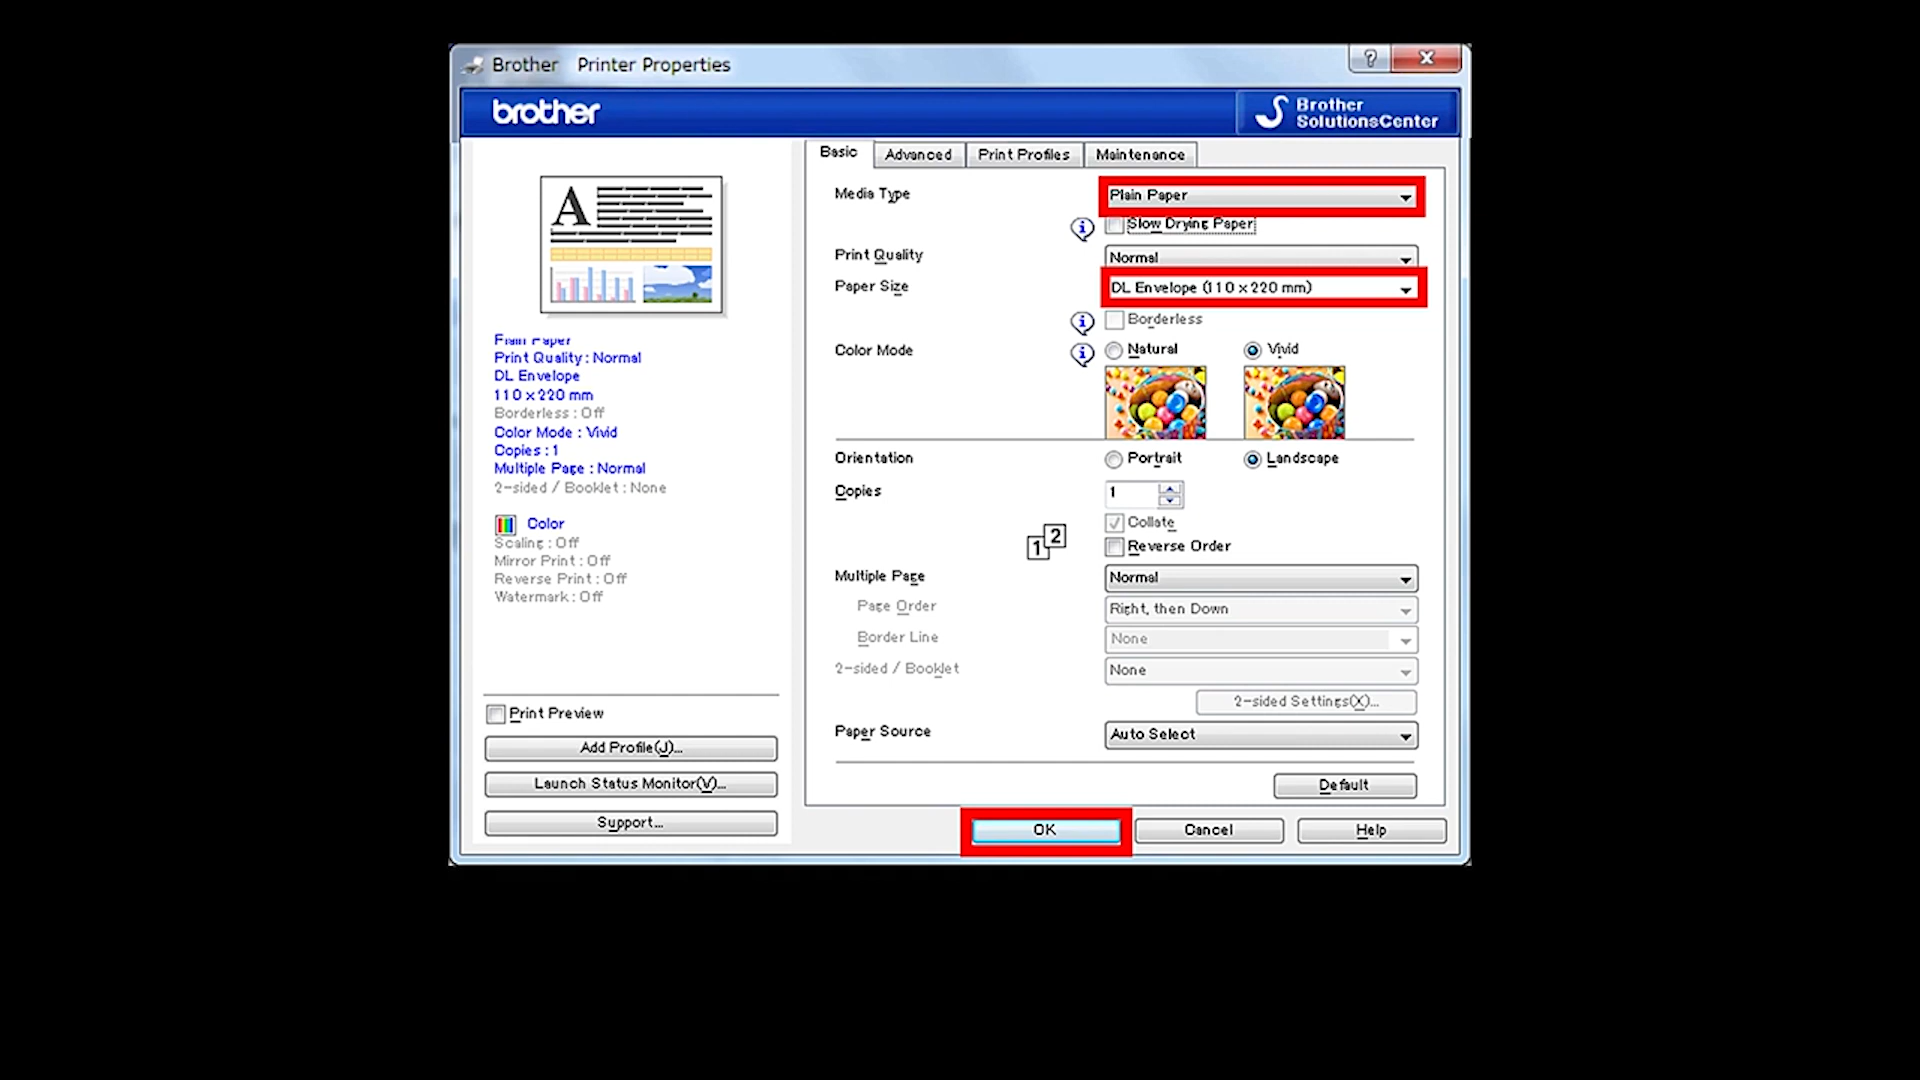 Brother Printer Properties
?
brother
Brother
SolutionsCenter
Basic
Advanced
Print Profiles
Maintenance
A
Plain Paper
Print Quality : Normal
DL Envelope
110 x 220 mm
Borderless : Off
Color Mode : Vivid
Copies : 1
Multiple Page : Normal
2-sided / Booklet : None
Color
Scaling : Off
Mirror Print : Off
Reverse Print : Off
Watermark : Off
Print Preview
Add Profile(J)...
Launch Status Monitor(V)...
Support...
Media Type
Plain Paper
Slow Drying Paper
Print Quality
Normal
Paper Size
DL Envelope (110 x 220 mm)
Borderless
Color Mode
Natural
Vivid
Orientation
Portrait
Landscape
Copies
1
Collate
1 2
Reverse Order
Multiple Page
Normal
Page Order
Right, then Down
Border Line
None
2-sided / Booklet
None
2-sided Settings(X)...
Paper Source
Auto Select
Default
OK
Cancel
Help